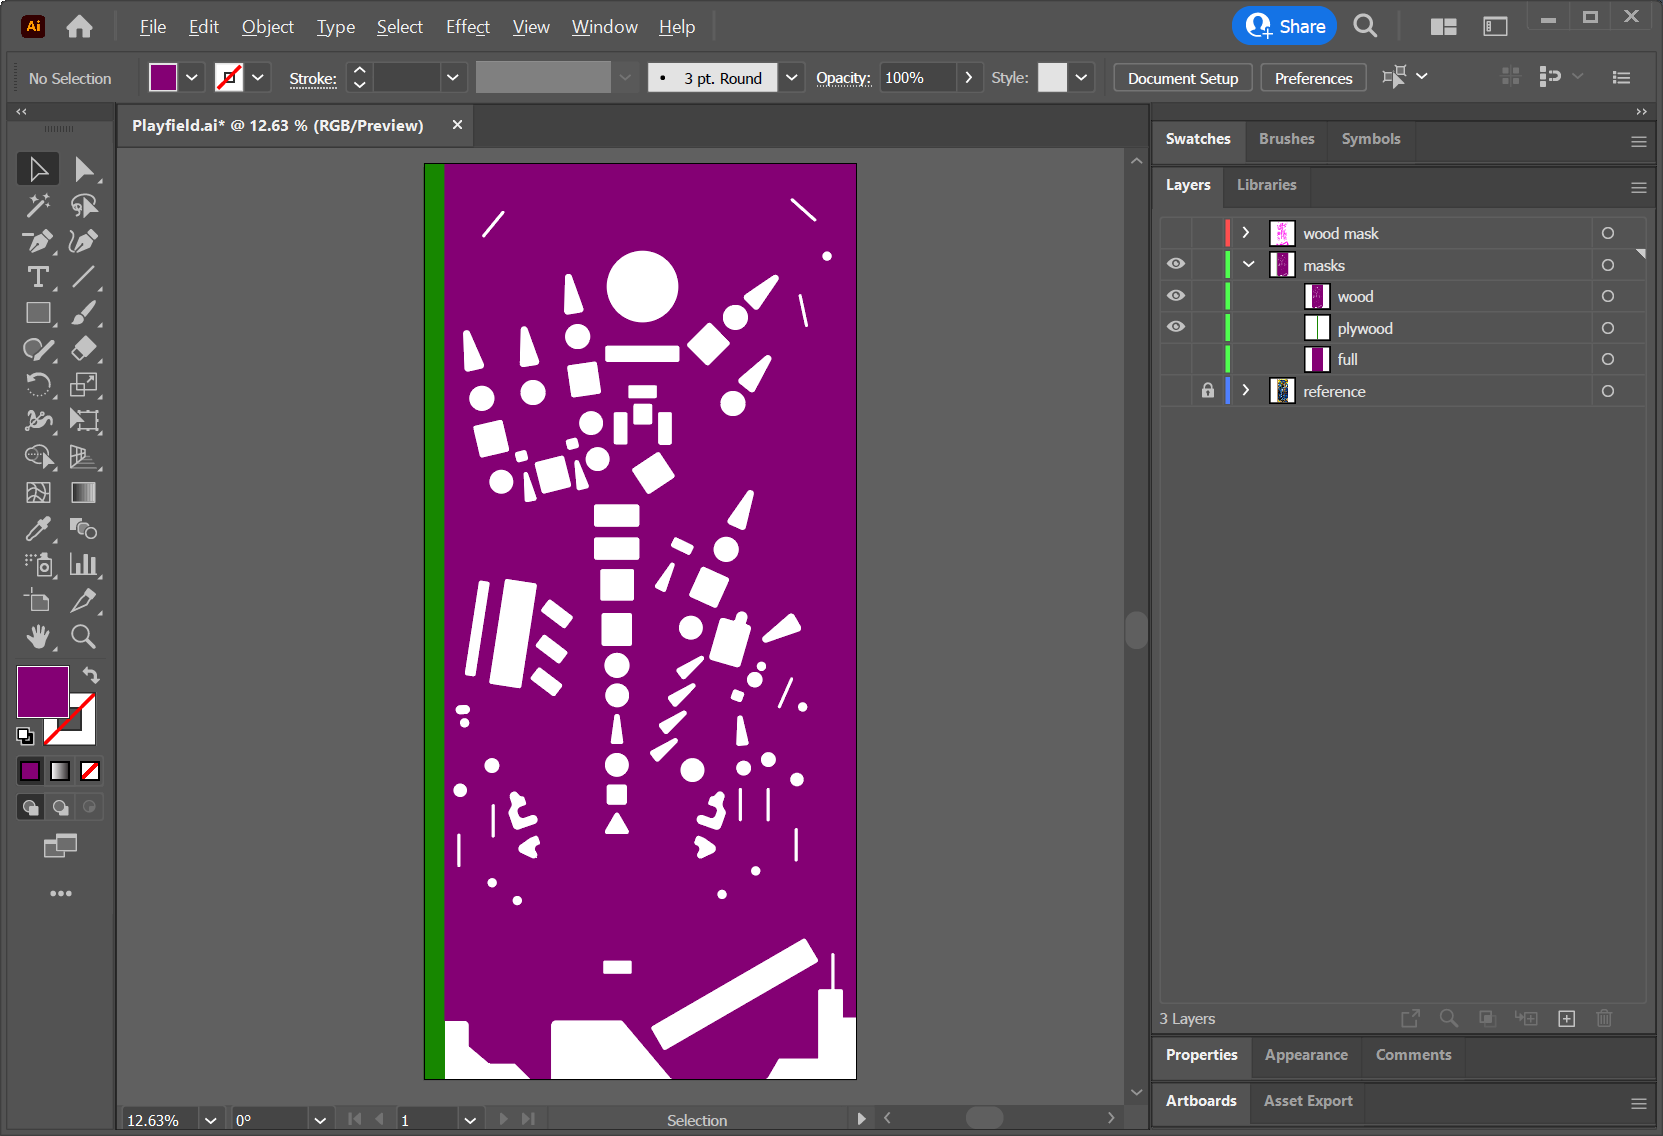 Ai File Edit Object Type Select Effect View Window Help Share
No Selection Stroke: 3 pt. Round Opacity: 100% Style: Document Setup Preferences
Playfield.ai* @ 12.63 % (RGB/Preview)
Swatches Brushes Symbols
Layers Libraries
wood mask
masks
wood
plywood
full
reference
3 Layers
Properties Appearance Comments
Artboards Asset Export
12.63% 0° 1 Selection